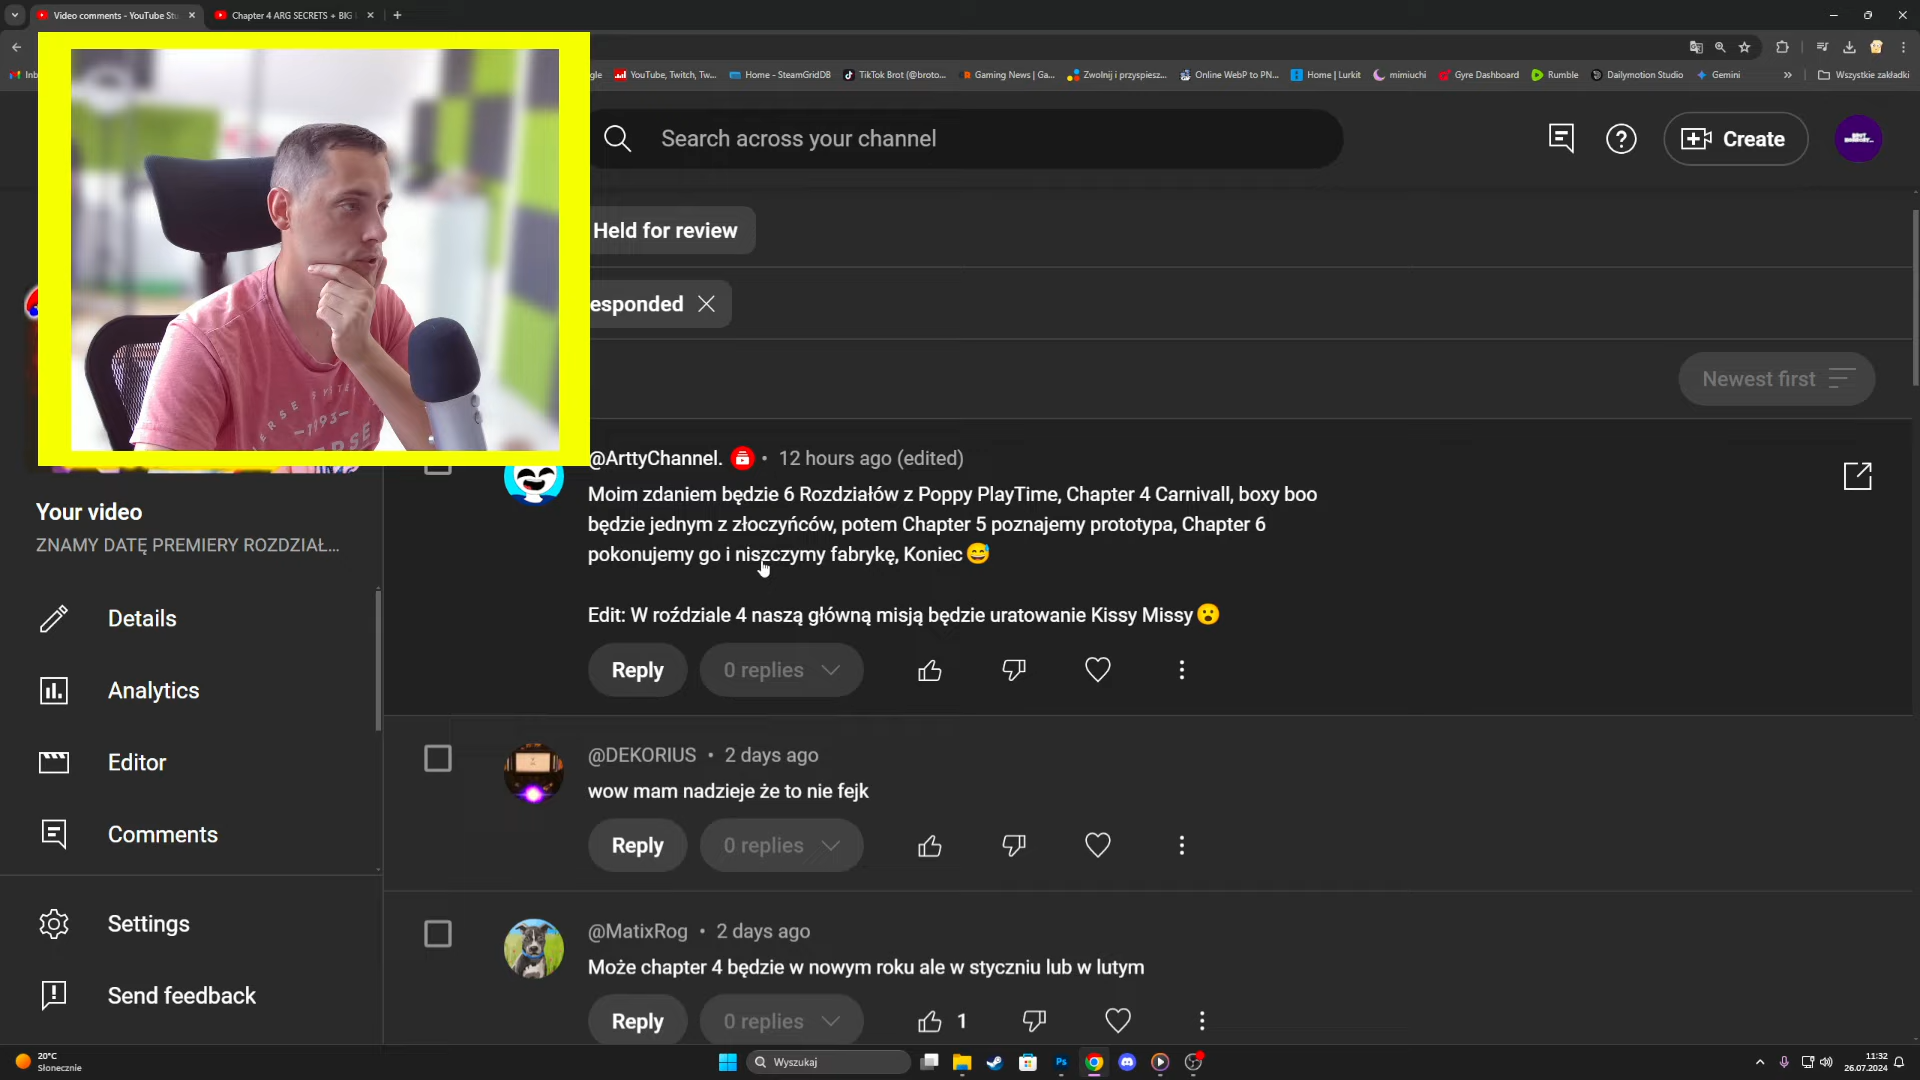 Video comments - YouTube Stu
Chapter 4 ARG SECRETS + BIG
Inb
gle
YouTube, Twitch, Tw...
Home - SteamGridDB
TikTok Brot (@broto...
Gaming News | Ga...
Zwolnij i przyspiesz...
Online WebP to PN...
Home | Lurkit
mimiuchi
Gyre Dashboard
Rumble
Dailymotion Studio
Gemini
»
Wszystkie zakładki
Search across your channel
Create
Held for review
esponded
Newest first
@ArttyChannel. • 12 hours ago (edited)
Moim zdaniem będzie 6 Rozdziałów z Poppy PlayTime, Chapter 4 Carnivall, boxy boo
będzie jednym z złoczyńców, potem Chapter 5 poznajemy prototypa, Chapter 6
pokonujemy go i niszczymy fabrykę, Koniec😅
Edit: W roździale 4 naszą główną misją będzie uratowanie Kissy Missy😮
Reply
0 replies
Your video
ZNAMY DATĘ PREMIERY ROZDZIAŁ...
Details
Analytics
Editor
Comments
Settings
Send feedback
@DEKORIUS • 2 days ago
wow mam nadzieje że to nie fejk
Reply
0 replies
@MatixRog • 2 days ago
Może chapter 4 będzie w nowym roku ale w styczniu lub w lutym
Reply
0 replies
1
20°C
Słonecznie
Wyszukaj
Ps
11:32
26.07.2024